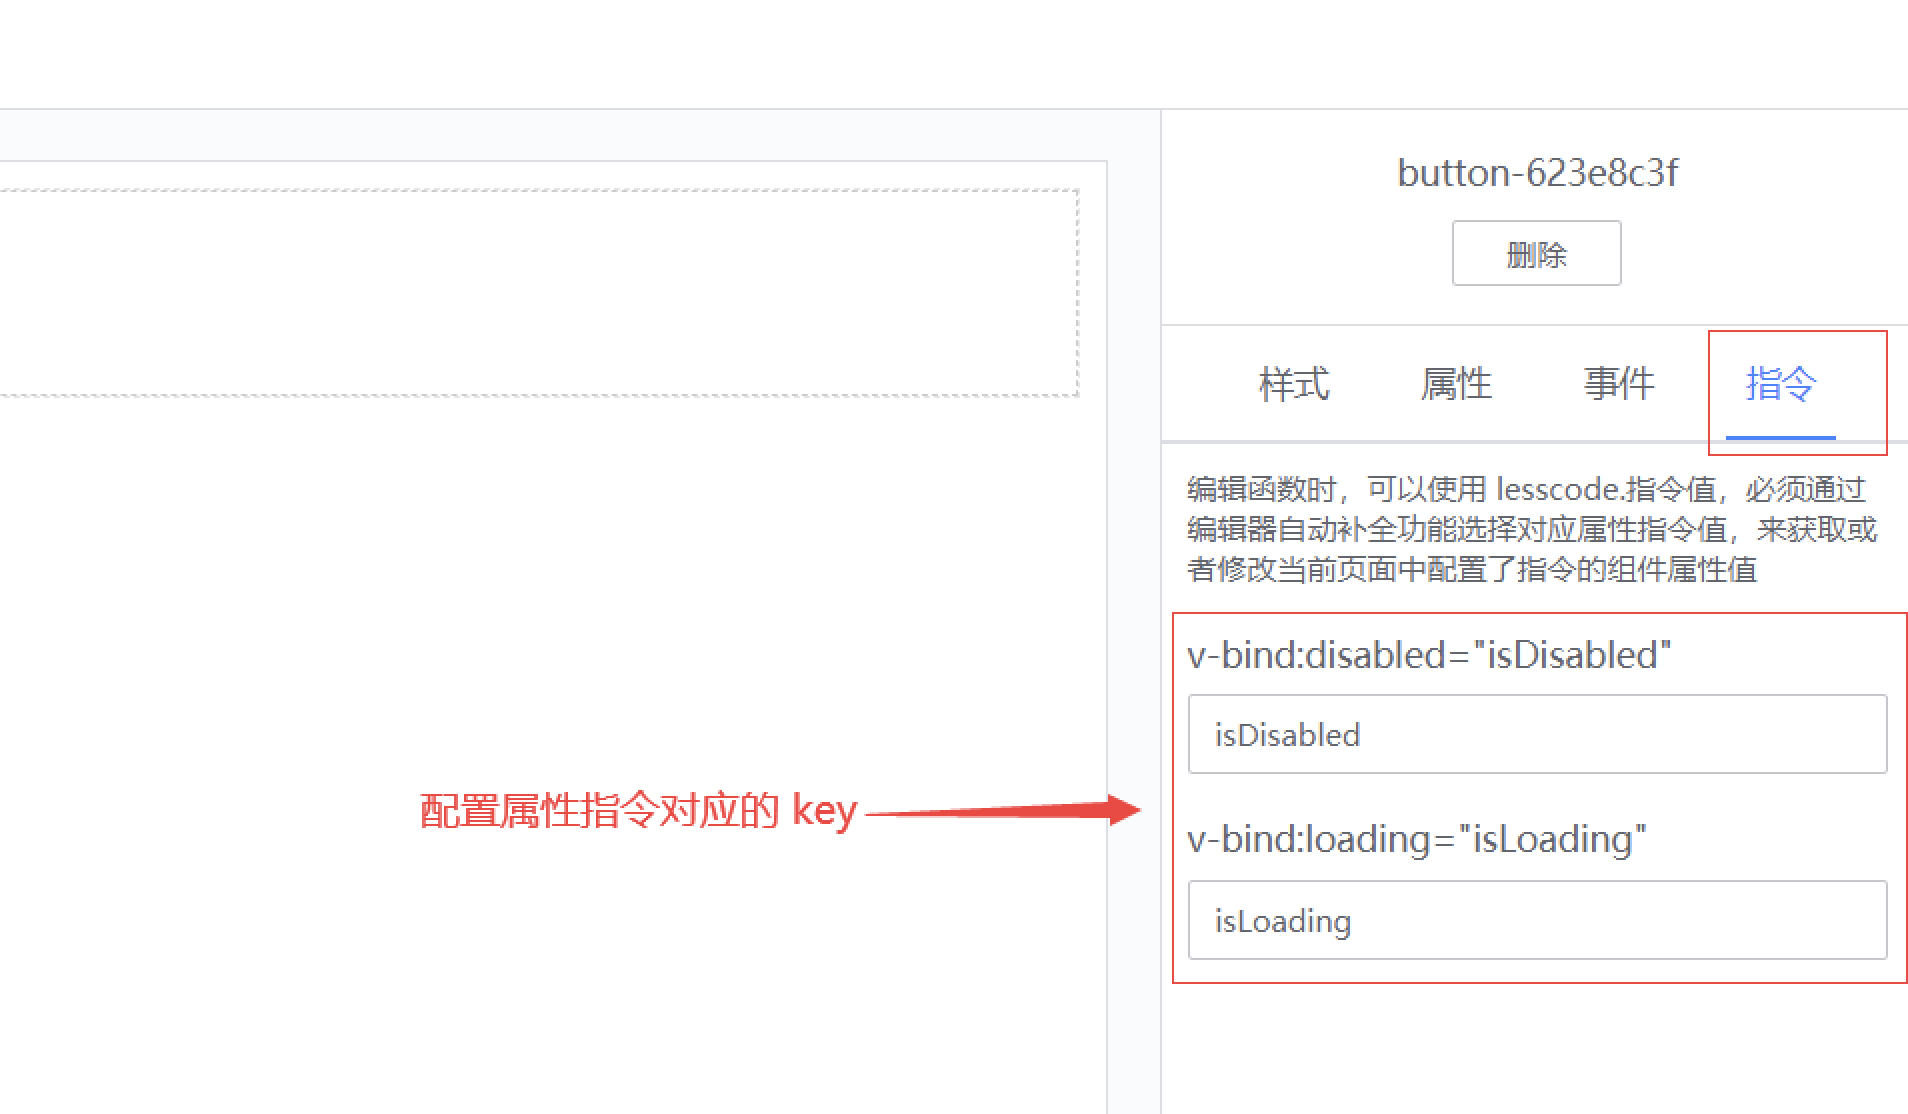 button-623e8c3f
删除
样式
属性
事件
指令
编辑函数时，可以使用 lesscode.指令值，必须通过
编辑器自动补全功能选择对应属性指令值，来获取或
者修改当前页面中配置了指令的组件属性值
v-bind:disabled="isDisabled"
isDisabled
配置属性指令对应的 key
v-bind:loading="isLoading"
isLoading